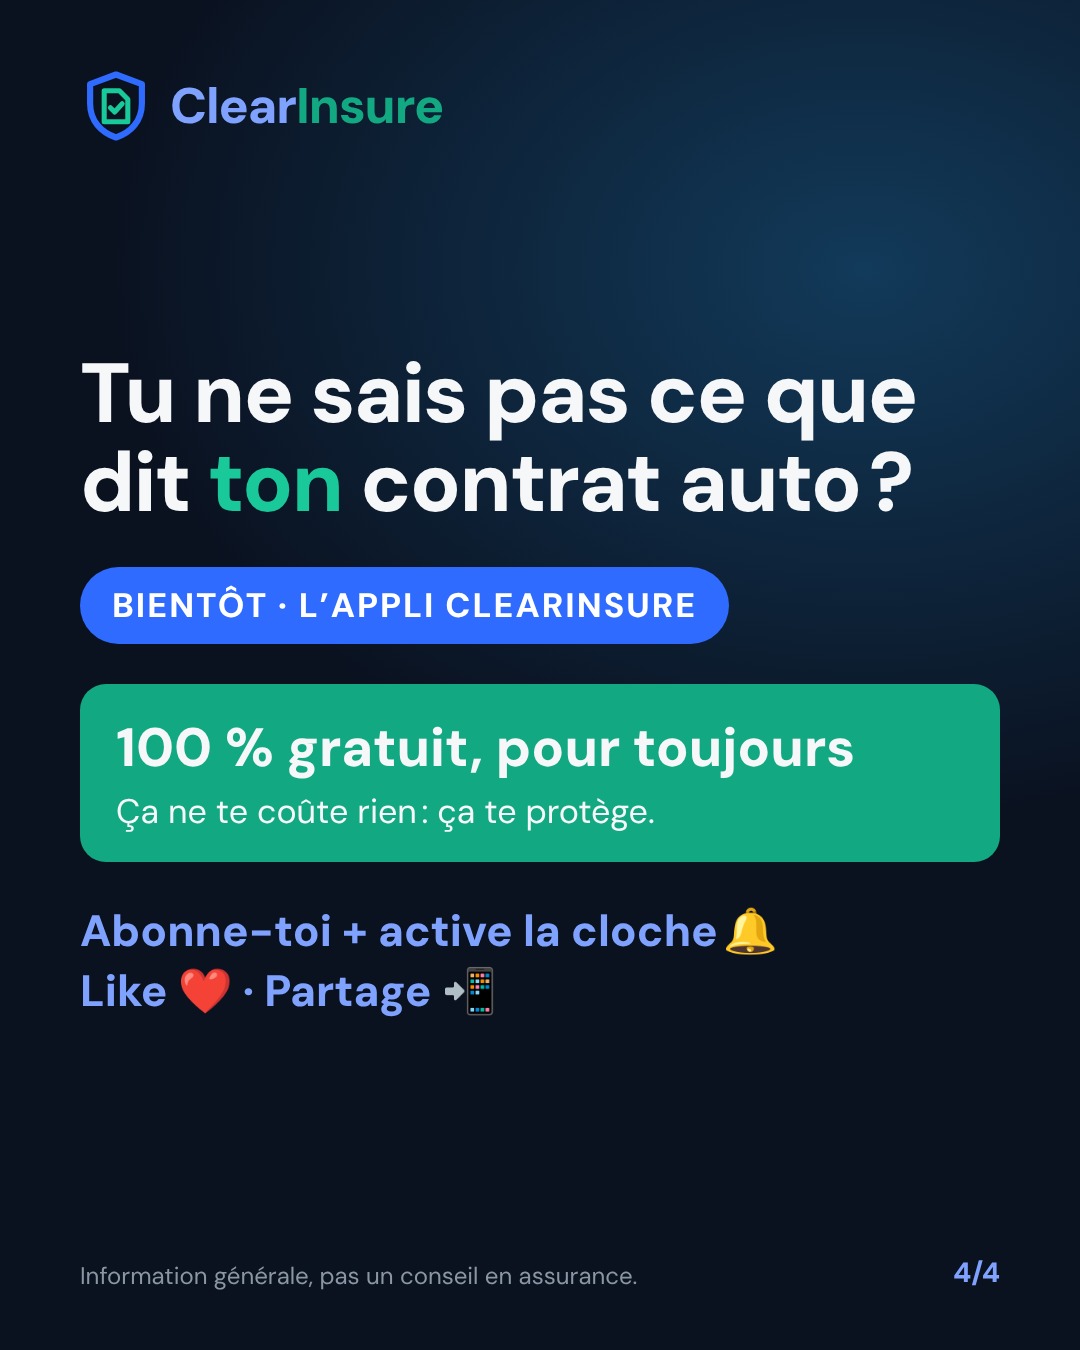 ClearInsure
Tu ne sais pas ce que
dit ton contrat auto ?
BIENTÔT · L’APPLI CLEARINSURE
100 % gratuit, pour toujours
Ça ne te coûte rien : ça te protège.
Abonne-toi + active la cloche 🔔
Like ❤️ · Partage 📲
Information générale, pas un conseil en assurance.
4/4